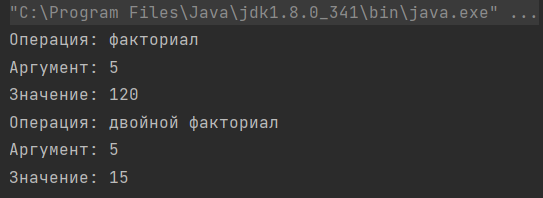 "C:\Program Files\Java\jdk1.8.0_341\bin\java.exe" ...
Операция: факториал
Аргумент: 5
Значение: 120
Операция: двойной факториал
Аргумент: 5
Значение: 15